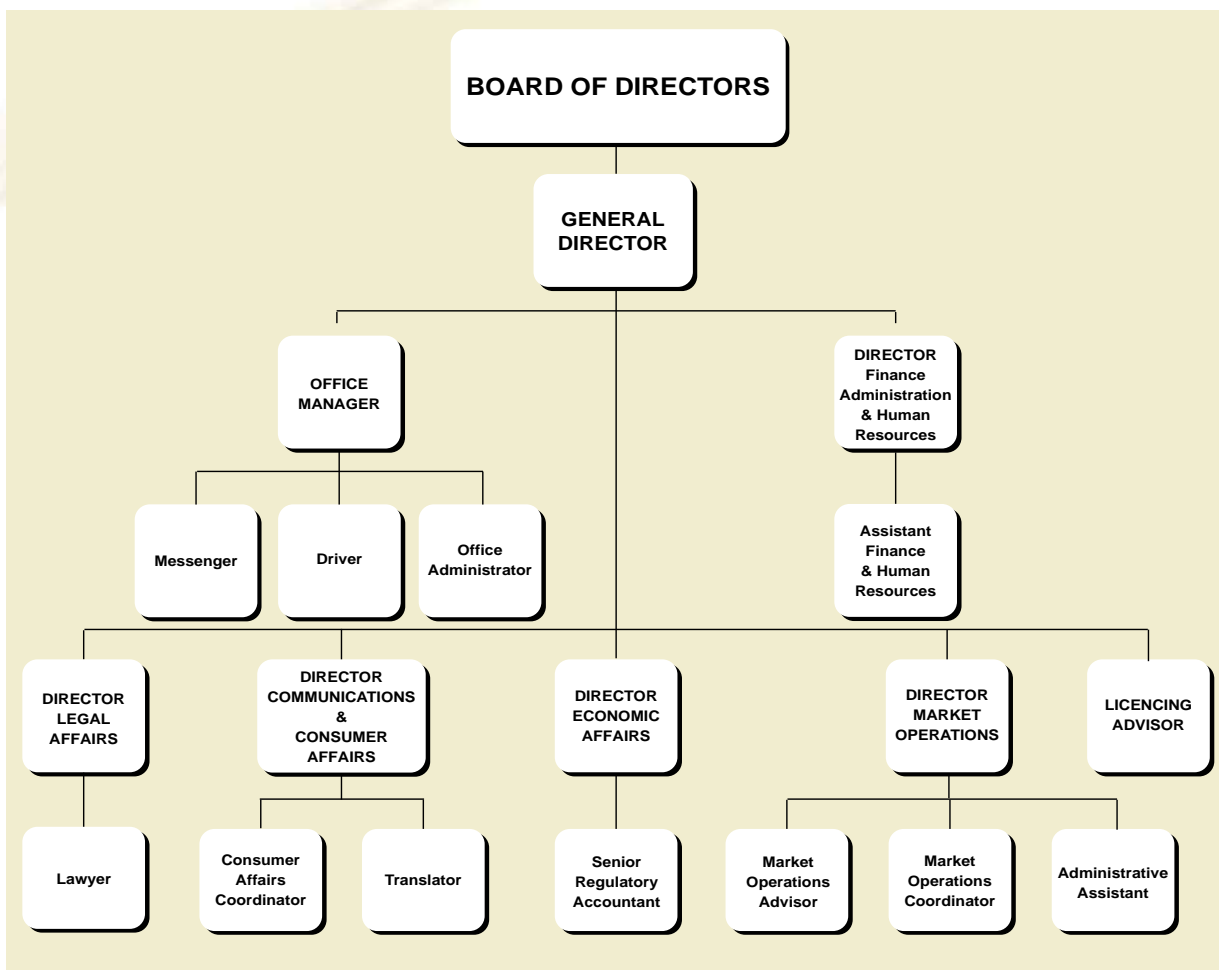 BOARD OF DIRECTORS
GENERAL
DIRECTOR
OFFICE
MANAGER
DIRECTOR
Finance
Administration
& Human
Resources
Messenger
Driver
Office
Administrator
Assistant
Finance
& Human
Resources
DIRECTOR
LEGAL
AFFAIRS
DIRECTOR
COMMUNICATIONS
&
CONSUMER
AFFAIRS
DIRECTOR
ECONOMIC
AFFAIRS
DIRECTOR
MARKET
OPERATIONS
LICENCING
ADVISOR
Lawyer
Consumer
Affairs
Coordinator
Translator
Senior
Regulatory
Accountant
Market
Operations
Advisor
Market
Operations
Coordinator
Administrative
Assistant